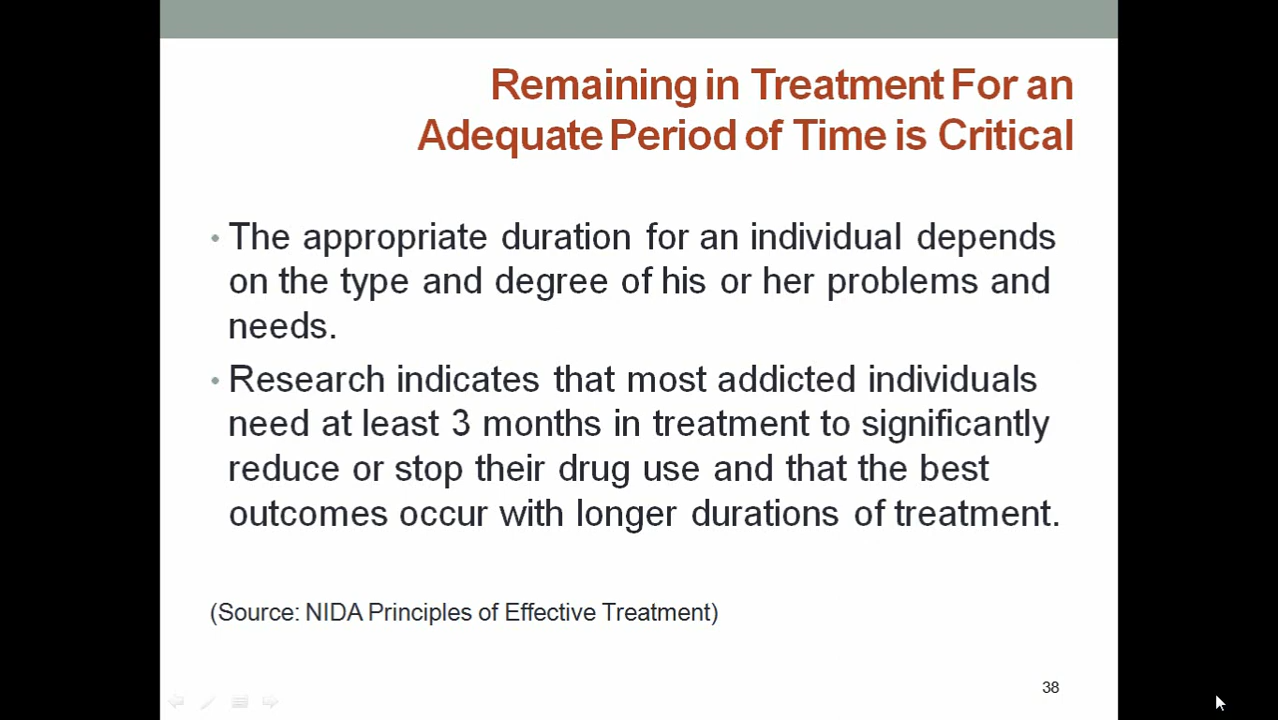 Remaining in Treatment For an
Adequate Period of Time is Critical
• The appropriate duration for an individual depends
on the type and degree of his or her problems and
needs.
• Research indicates that most addicted individuals
need at least 3 months in treatment to significantly
reduce or stop their drug use and that the best
outcomes occur with longer durations of treatment.
(Source: NIDA Principles of Effective Treatment)
38